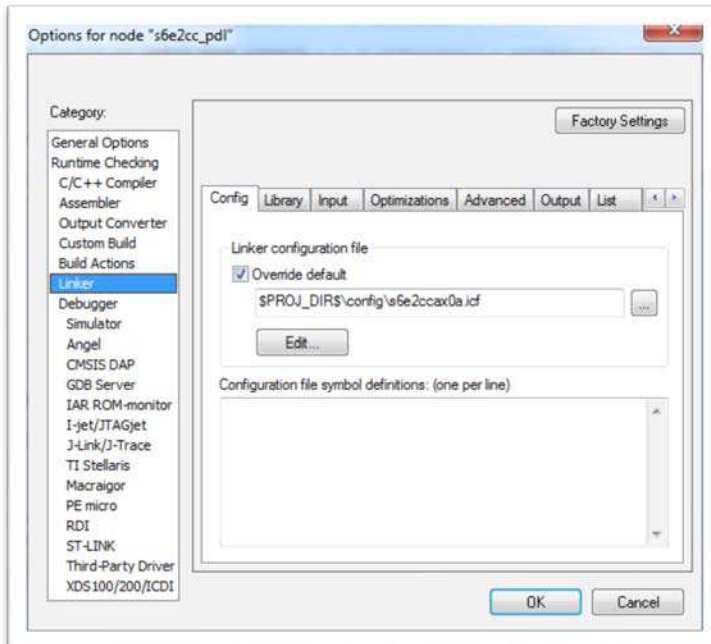 Options for node "s6e2cc_pdl"
Category:
General Options
Runtime Checking
C/C++ Compiler
Assembler
Output Converter
Custom Build
Build Actions
Linker
Debugger
Simulator
Angel
CMSIS DAP
GDB Server
IAR ROM-monitor
I-jet/JTAGjet
J-Link/J-Trace
TI Stellaris
Macraigor
PE micro
RDI
ST-LINK
Third-Party Driver
XDS100/200/ICDI
Factory Settings
Config Library Input Optimizations Advanced Output List
Linker configuration file
Override default
$PROJ_DIR$\config\s6e2ccax0a.icf
...
Edit...
Configuration file symbol definitions: (one per line)
OK Cancel